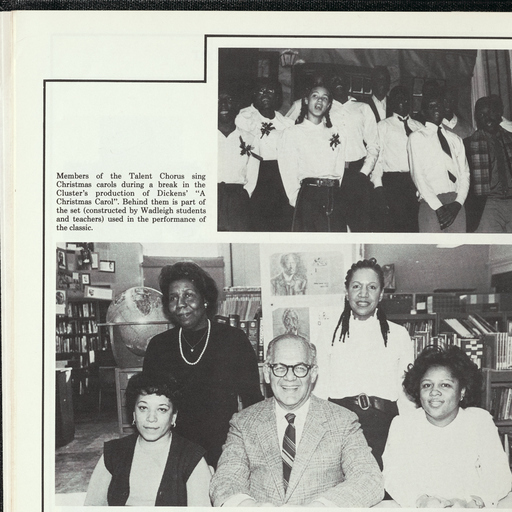 Members of the Talent Chorus sing
Christmas carols during a break in the
Cluster's production of Dickens' "A
Christmas Carol". Behind them is part of
the set (constructed by Wadleigh students
and teachers) used in the performance of
the classic.